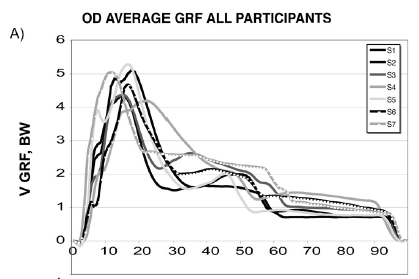 OD AVERAGE GRF ALL PARTICIPANTS
A)
V GRF, BW
6
5
4
3
2
1
0
S1
S2
S3
S4
S5
S6
S7
0 10 20 30 40 50 60 70 80 90